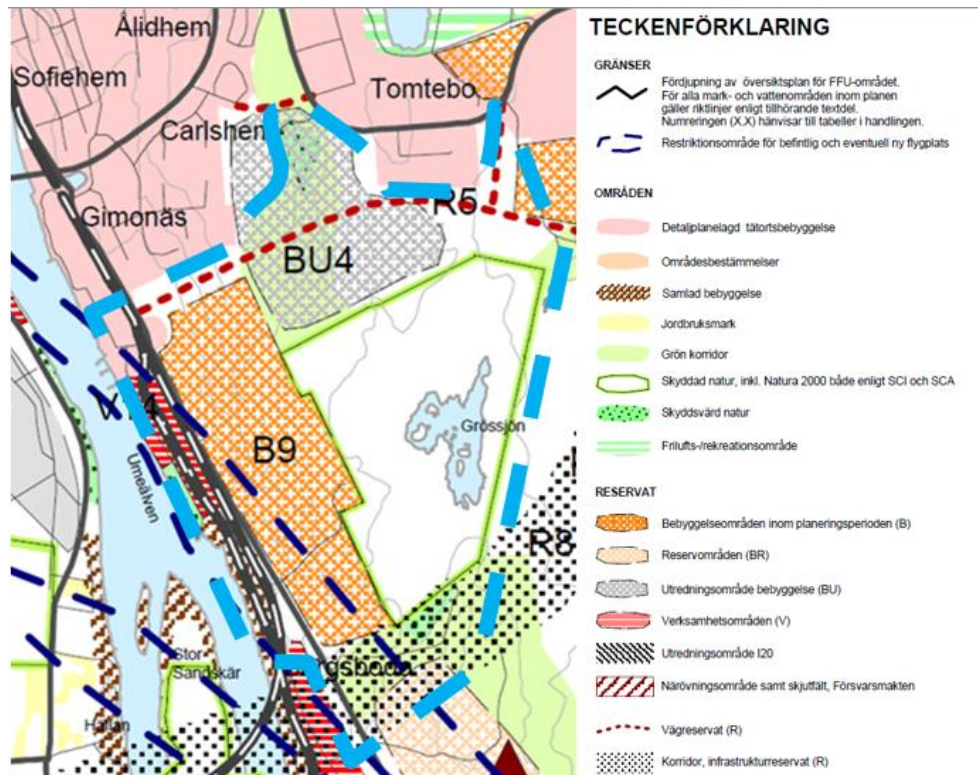 Ålidhem
Sofiehem
Tomtebo
Carlshem
Gimonäs
R5
BU4
Grössjön
B9
Umeälven
R8
Stor
Sandskär
TECKENFÖRKLARING
GRÄNSER
Fördjupning av översiktsplan för FFU-området.
För alla mark- och vattenområden inom planen
gäller riktlinjer enligt tillhörande textdel.
Numreringen (X.X) hänvisar till tabeller i handlingen.
Restriktionsområde för befintlig och eventuell ny flygplats
OMRÅDEN
Detaljplanelagd tätortsbebyggelse
Områdesbestämmelser
Samlad bebyggelse
Jordbruksmark
Grön korridor
Skyddad natur, inkl. Natura 2000 både enligt SCI och SCA
Skyddsvärd natur
Frilufts-/rekreationsområde
RESERVAT
Bebyggelseområden inom planeringsperioden (B)
Reservområden (BR)
Utredningsområde bebyggelse (BU)
Verksamhetsområden (V)
Utredningsområde I20
Närövningsområde samt skjutfält, Försvarsmakten
Vägreservat (R)
Korridor, infrastrukturreservat (R)